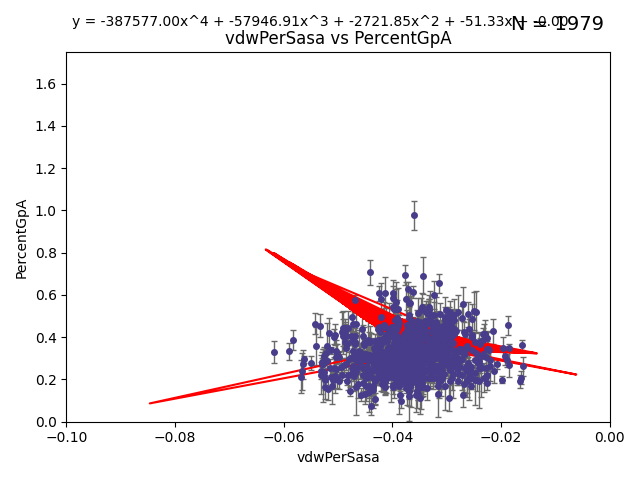 y = -387577.00x^4 + -57946.91x^3 + -2721.85x^2 + -51.33x + 0.00
N = 1979
vdwPerSasa vs PercentGpA
PercentGpA
1.6
1.4
1.2
1.0
0.8
0.6
0.4
0.2
0.0
−0.10 −0.08 −0.06 −0.04 −0.02 0.00
vdwPerSasa